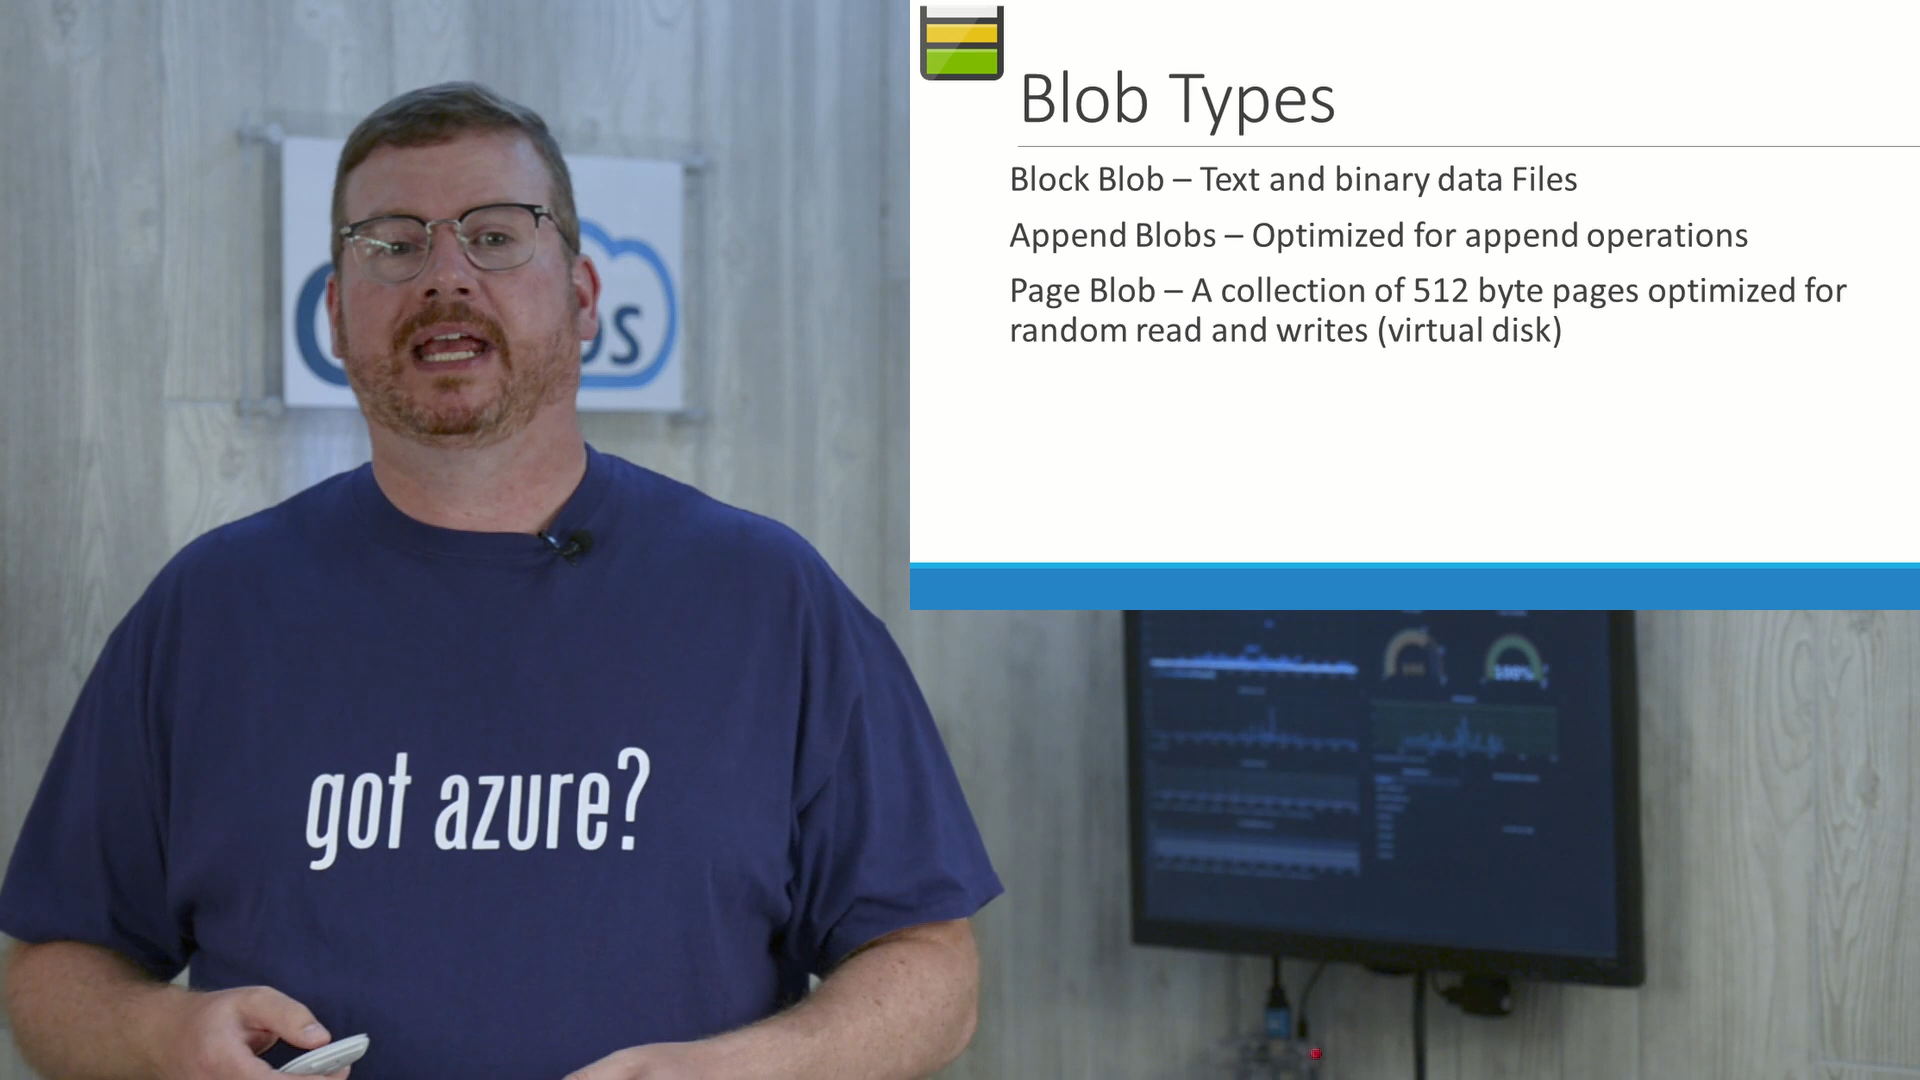 Blob Types
Block Blob – Text and binary data Files
Append Blobs – Optimized for append operations
Page Blob – A collection of 512 byte pages optimized for
random read and writes (virtual disk)
got azure?
100%